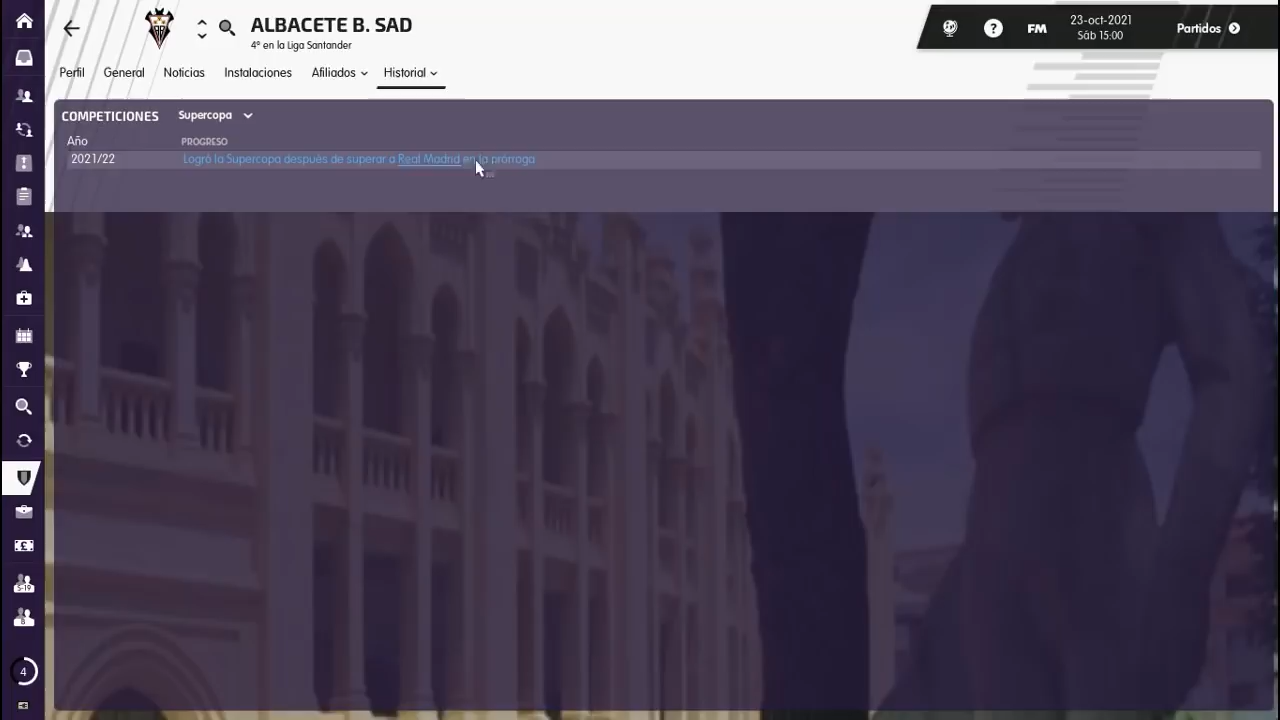 ALBACETE B. SAD
4º en la Liga Santander
FM
23-oct-2021
Sáb 15:00
Partidos
Perfil
General
Noticias
Instalaciones
Afiliados
Historial
COMPETICIONES
Supercopa
Año
PROGRESO
2021/22
Logró la Supercopa después de superar a Real Madrid en la prórroga
S-19
B
4